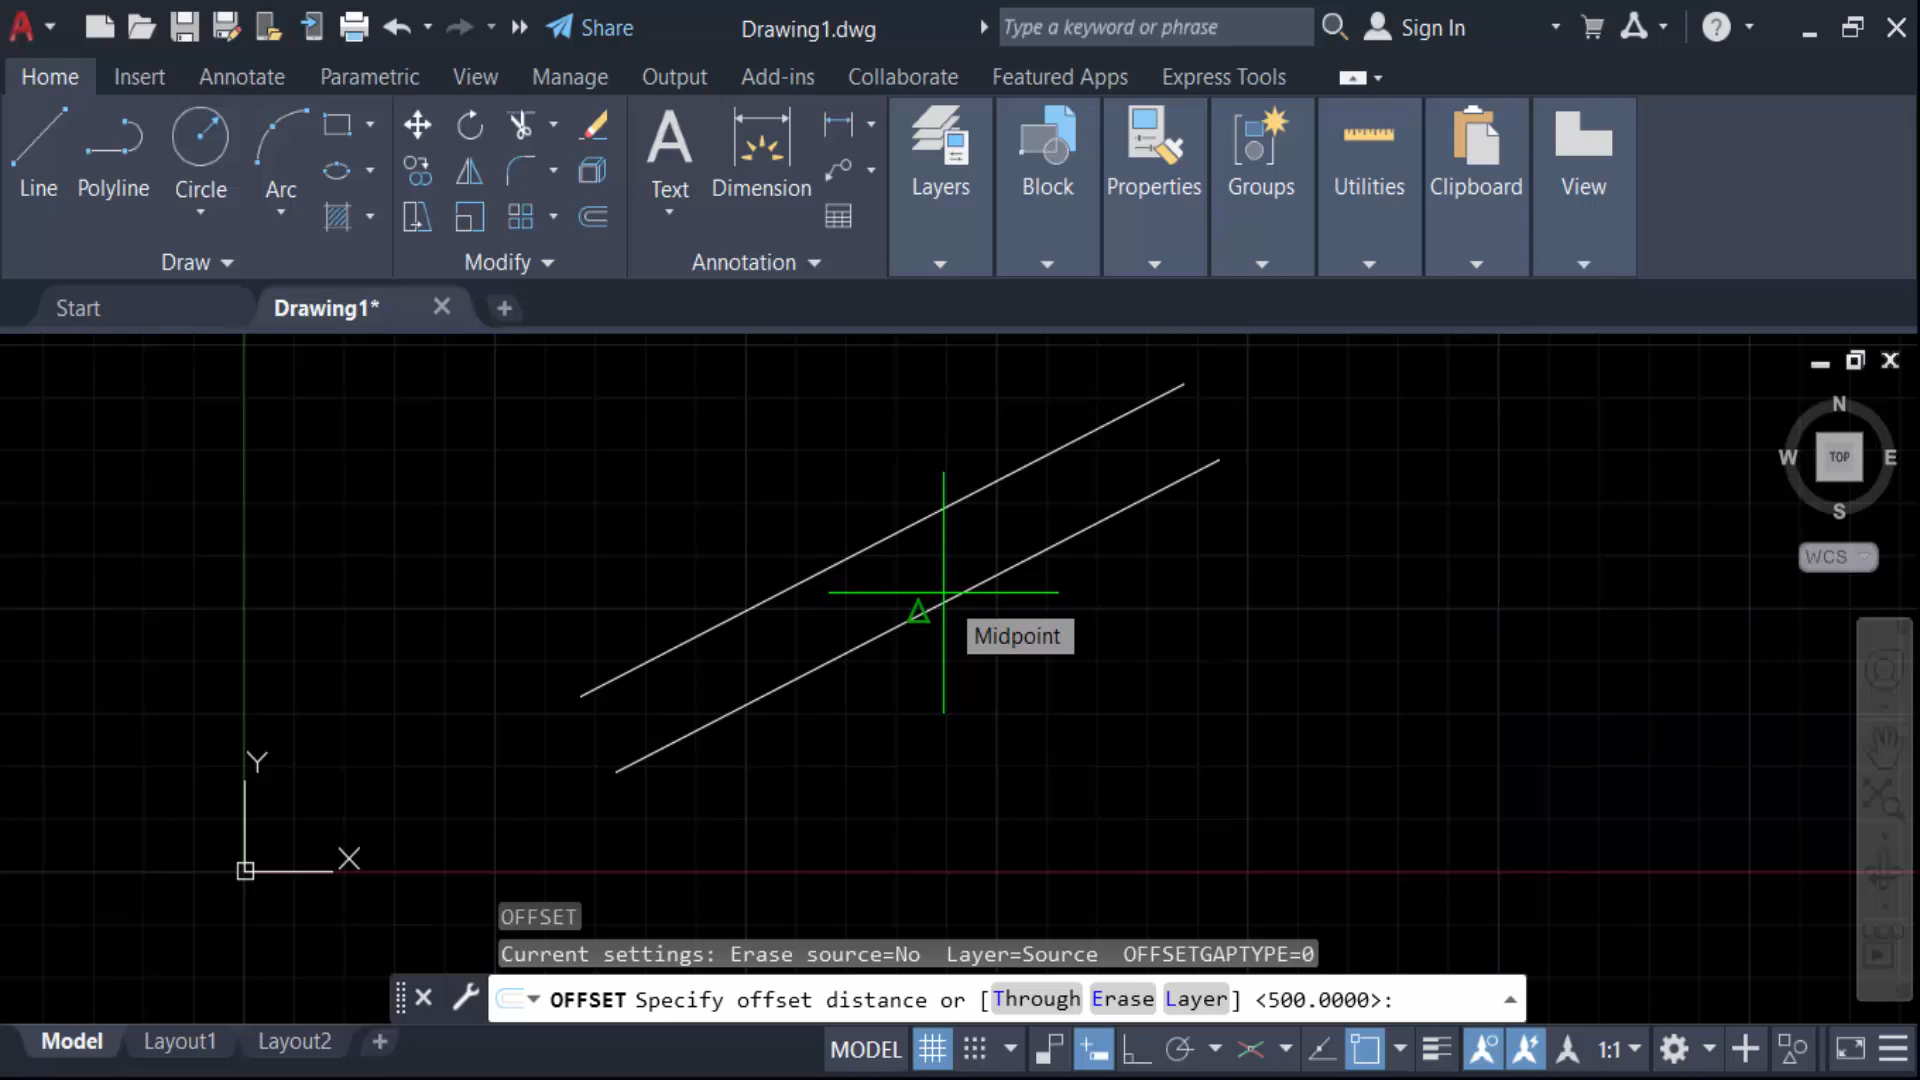 Share
Drawing1.dwg
Type a keyword or phrase
Sign In
Home Insert Annotate Parametric View Manage Output Add-ins Collaborate Featured Apps Express Tools
Line Polyline Circle Arc
Text Dimension
Layers Block Properties Groups Utilities Clipboard View
Draw Modify Annotation
Start Drawing1*
N
W TOP E
S
WCS
Midpoint
Y
X
OFFSET
Current settings: Erase source=No Layer=Source OFFSETGAPTYPE=0
OFFSET Specify offset distance or [Through Erase Layer] <500.0000>:
Model Layout1 Layout2
MODEL 1:1